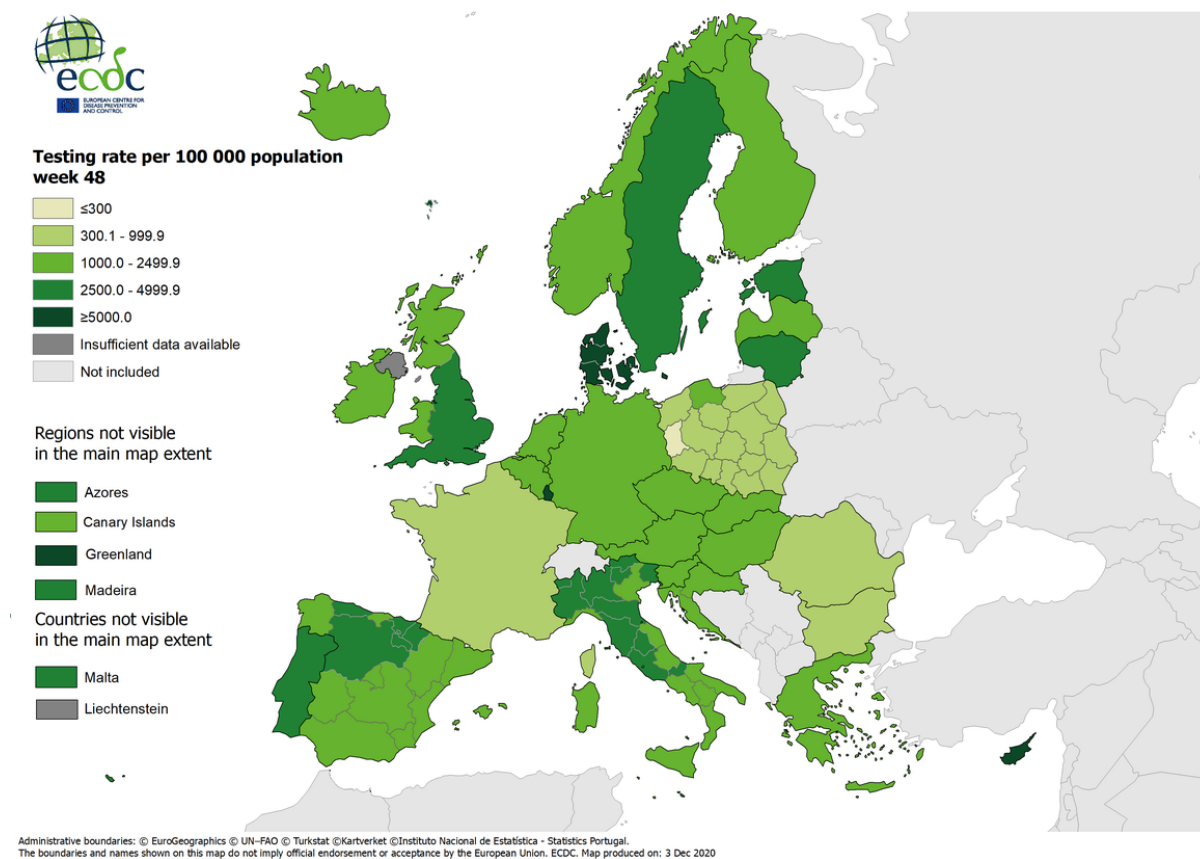 ecdc
EUROPEAN CENTRE FOR
DISEASE PREVENTION
AND CONTROL
Testing rate per 100 000 population
week 48
≤300
300.1 - 999.9
1000.0 - 2499.9
2500.0 - 4999.9
≥5000.0
Insufficient data available
Not included
Regions not visible
in the main map extent
Azores
Canary Islands
Greenland
Madeira
Countries not visible
in the main map extent
Malta
Liechtenstein
Administrative boundaries: © EuroGeographics © UN–FAO © Turkstat ©Kartverket ©Instituto Nacional de Estatística - Statistics Portugal.
The boundaries and names shown on this map do not imply official endorsement or acceptance by the European Union. ECDC. Map produced on: 3 Dec 2020